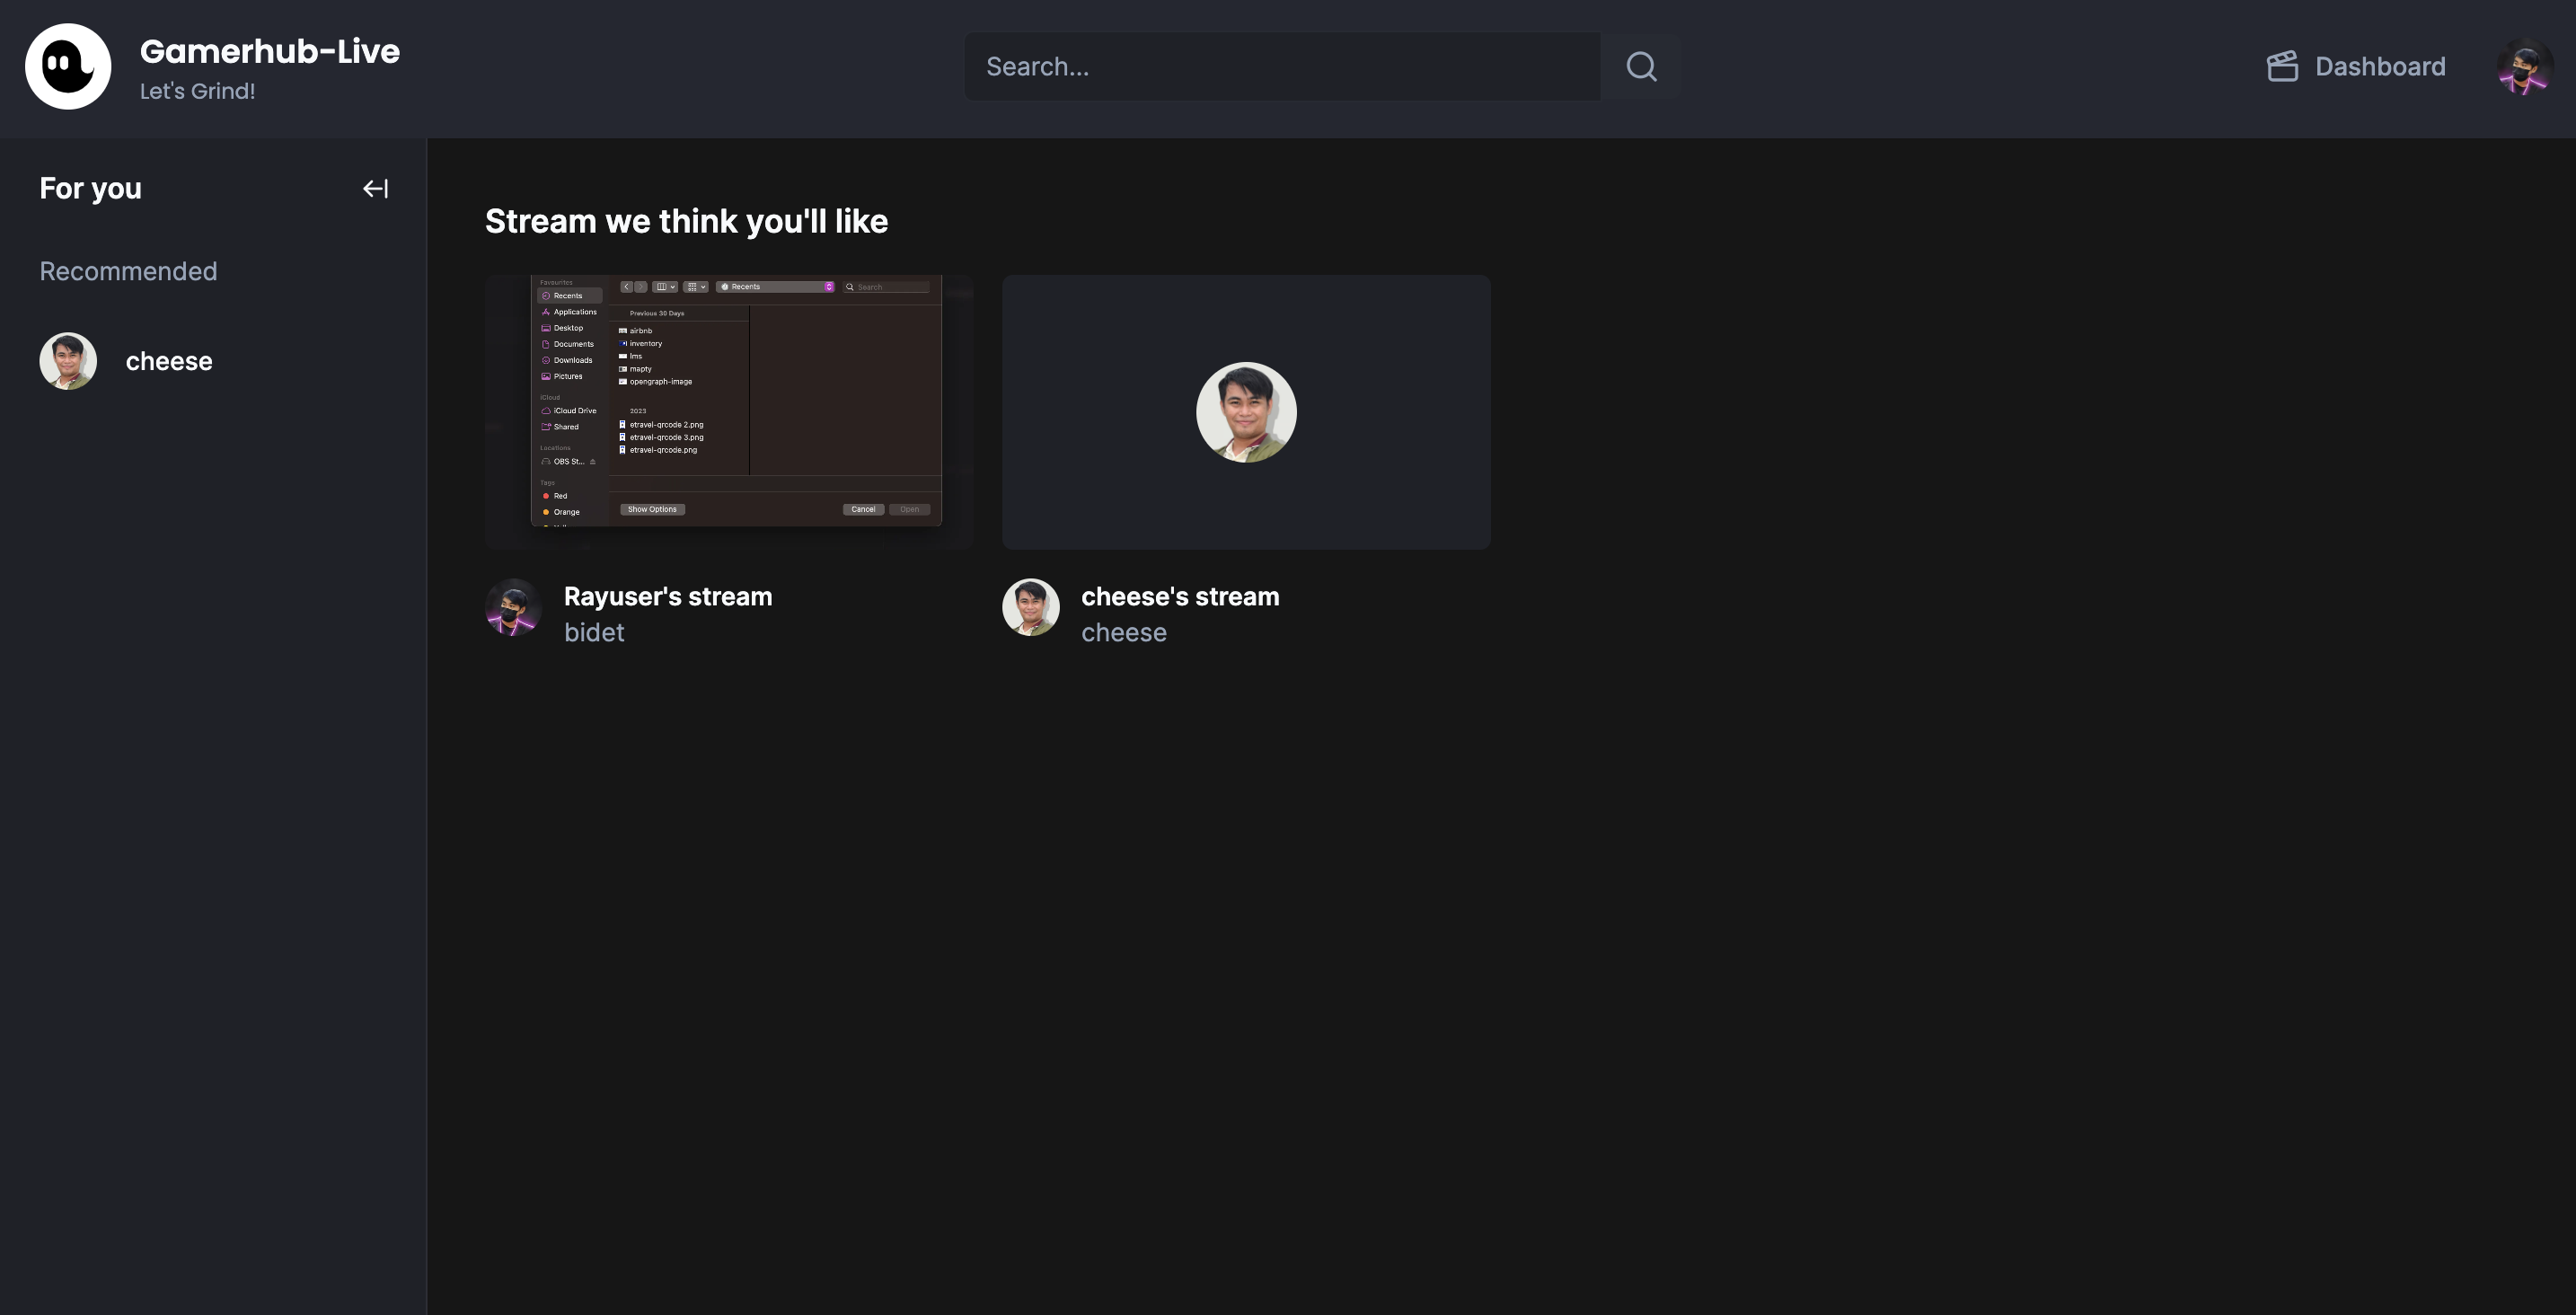 Gamerhub-Live
Let's Grind!
Search...
Dashboard
For you
Recommended
cheese
Stream we think you'll like
Favourites
Recents
Applications
Desktop
Documents
Downloads
Pictures
iCloud
iCloud Drive
Shared
Locations
OBS St...
Tags
Red
Orange
Recents
Search
Previous 30 Days
airbnb
inventory
lms
mapty
opengraph-image
2023
etravel-qrcode 2.png
etravel-qrcode 3.png
etravel-qrcode.png
Show Options
Cancel
Open
Rayuser's stream
bidet
cheese's stream
cheese